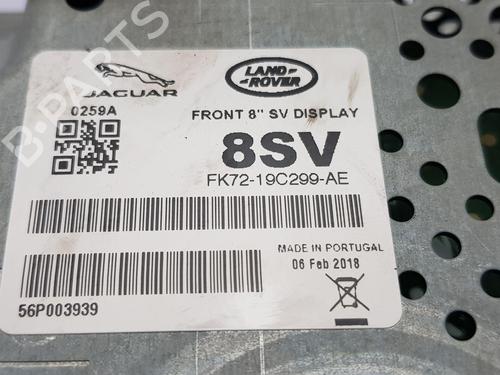 B-PARTS
JAGUAR
LAND-
ROVER
0259A
FRONT 8" SV DISPLAY
8SV
FK72-19C299-AE
MADE IN PORTUGAL
06 Feb 2018
56P003939